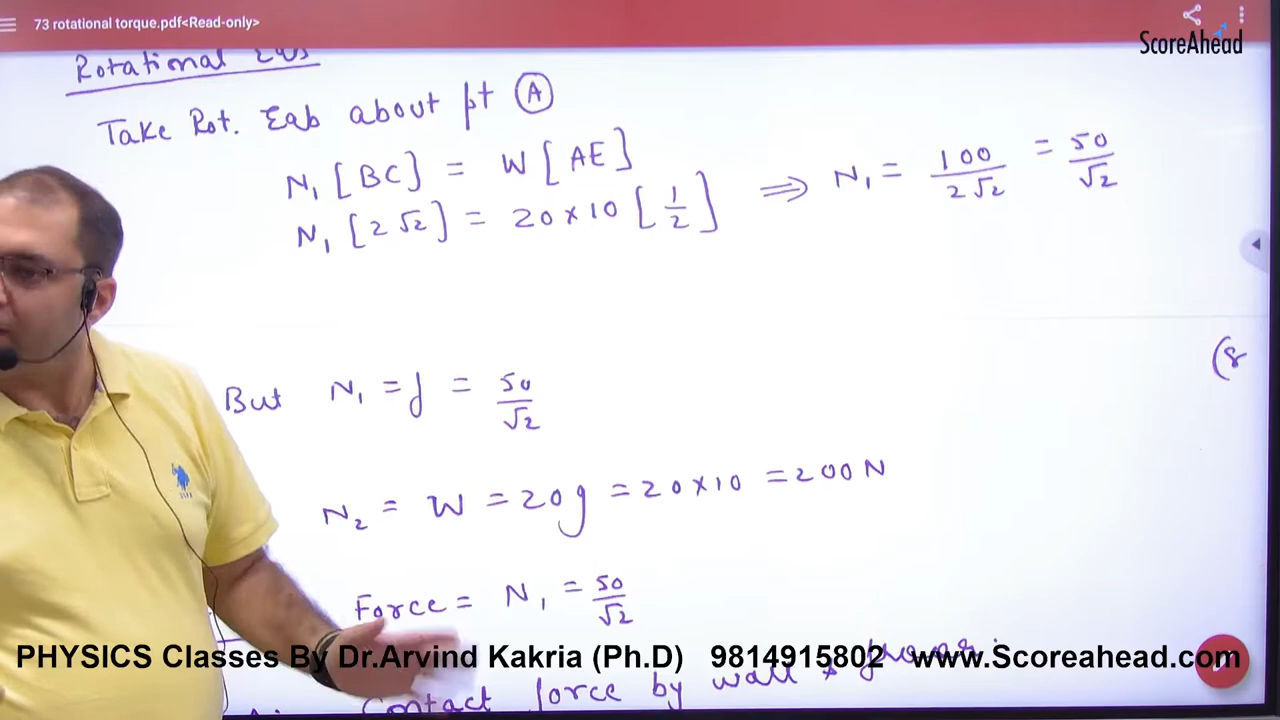 73 rotational torque.pdf<Read-only>
ScoreAhead
Rotational
Take Rot. Eqb about pt (A)
N₁ [BC] = W [AE]
N₁ [2√2] = 20×10 [1/2] ⟹ N₁ = 100/2√2 = 50/√2
(8
But N₁ = f = 50/√2
N₂ = W = 20g = 20×10 = 200 N
Force = N₁ = 50/√2
PHYSICS Classes By Dr.Arvind Kakria (Ph.D) 9814915802 www.Scoreahead.com
Contact force by wall